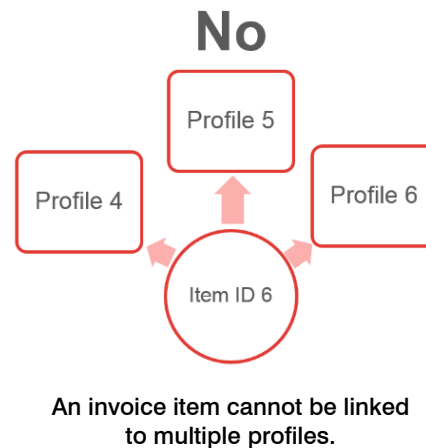 No
Profile 5
Profile 4
Profile 6
Item ID 6
An invoice item cannot be linked
to multiple profiles.